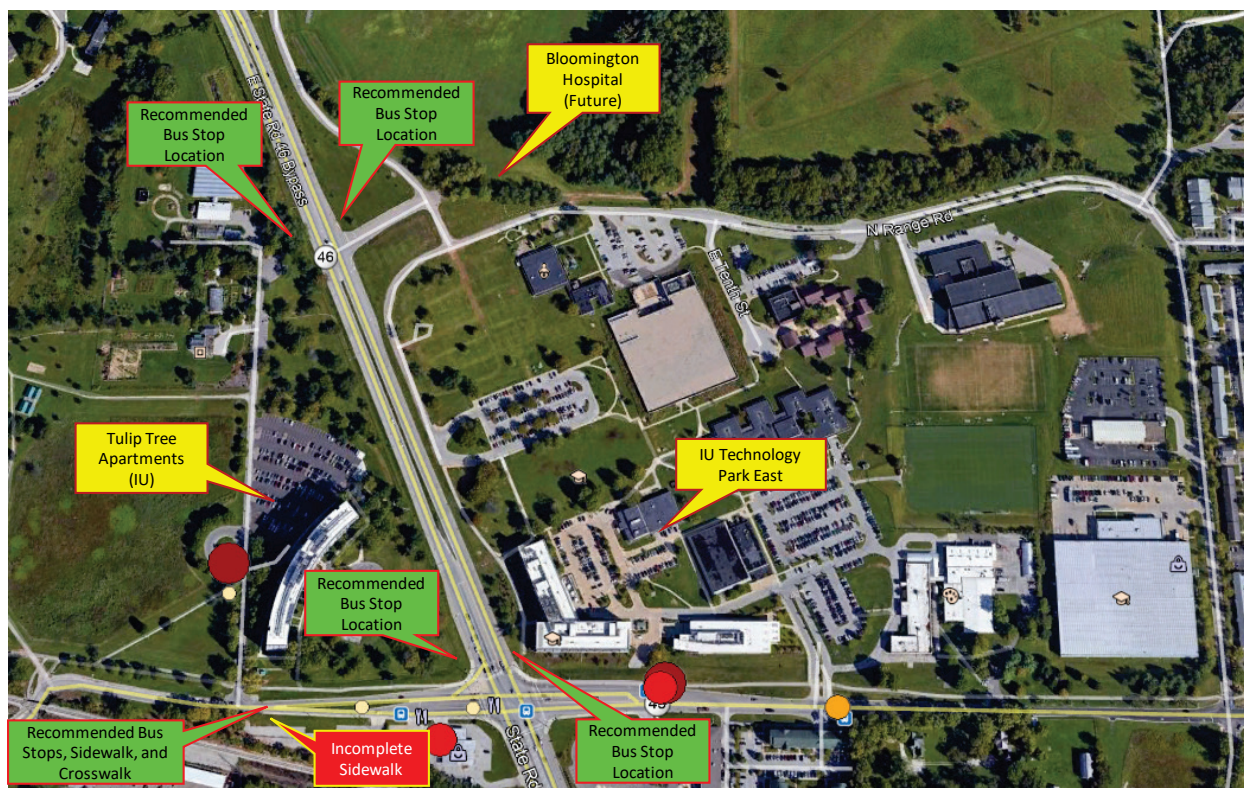 Bloomington
Hospital
(Future)
Recommended
Bus Stop
Location
Recommended
Bus Stop
Location
E State Rd 46 Bypass
46
N Range Rd
E Tenth St
Tulip Tree
Apartments
(IU)
IU Technology
Park East
Recommended
Bus Stop
Location
45
Recommended Bus
Stops, Sidewalk, and
Crosswalk
Incomplete
Sidewalk
State Rd
Recommended
Bus Stop
Location